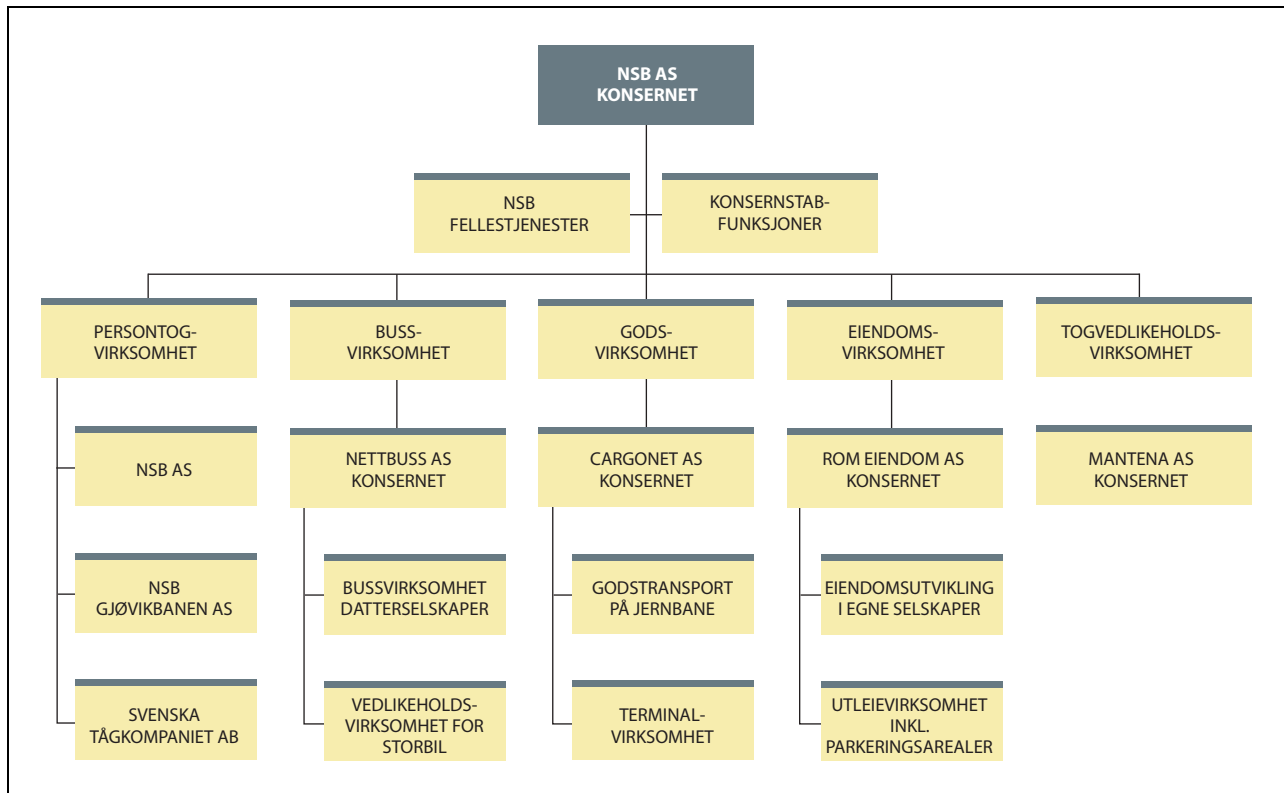 NSB AS
KONSERNET
NSB
FELLESTJENESTER
KONSERNSTAB-
FUNKSJONER
PERSONTOG-
VIRKSOMHET
BUSS-
VIRKSOMHET
GODS-
VIRKSOMHET
EIENDOMS-
VIRKSOMHET
TOGVEDLIKEHOLDS-
VIRKSOMHET
NSB AS
NETTBUSS AS
KONSERNET
CARGONET AS
KONSERNET
ROM EIENDOM AS
KONSERNET
MANTENA AS
KONSERNET
NSB
GJØVIKBANEN AS
BUSSVIRKSOMHET
DATTERSELSKAPER
GODSTRANSPORT
PÅ JERNBANE
EIENDOMSUTVIKLING
I EGNE SELSKAPER
SVENSKA
TÅGKOMPANIET AB
VEDLIKEHOLDS-
VIRKSOMHET FOR
STORBIL
TERMINAL-
VIRKSOMHET
UTLEIEVIRKSOMHET
INKL.
PARKERINGSAREALER